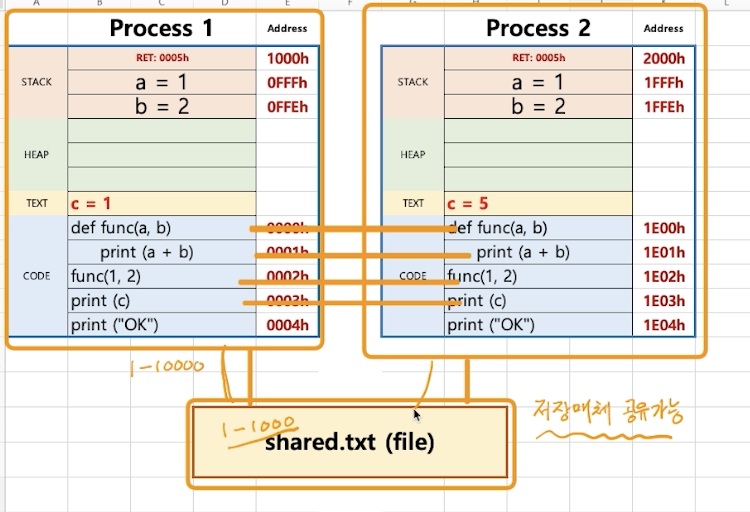 A B C D E G H I J K L
Process 1 Address
RET: 0005h 1000h
STACK a = 1 0FFFh
b = 2 0FFEh
HEAP
TEXT c = 1
def func(a, b) 0000h
print (a + b) 0001h
CODE func(1, 2) 0002h
print (c) 0003h
print ("OK") 0004h
Process 2 Address
RET: 0005h 2000h
STACK a = 1 1FFFh
b = 2 1FFEh
HEAP
TEXT c = 5
def func(a, b) 1E00h
print (a + b) 1E01h
CODE func(1, 2) 1E02h
print (c) 1E03h
print ("OK") 1E04h
1-10000
1-1000
shared.txt (file)
저장매체 공유가능